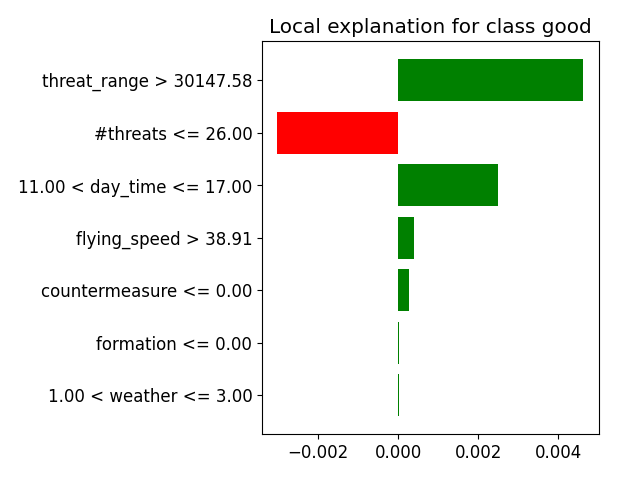 Local explanation for class good
threat_range > 30147.58
#threats <= 26.00
11.00 < day_time <= 17.00
flying_speed > 38.91
countermeasure <= 0.00
formation <= 0.00
1.00 < weather <= 3.00
−0.002 0.000 0.002 0.004